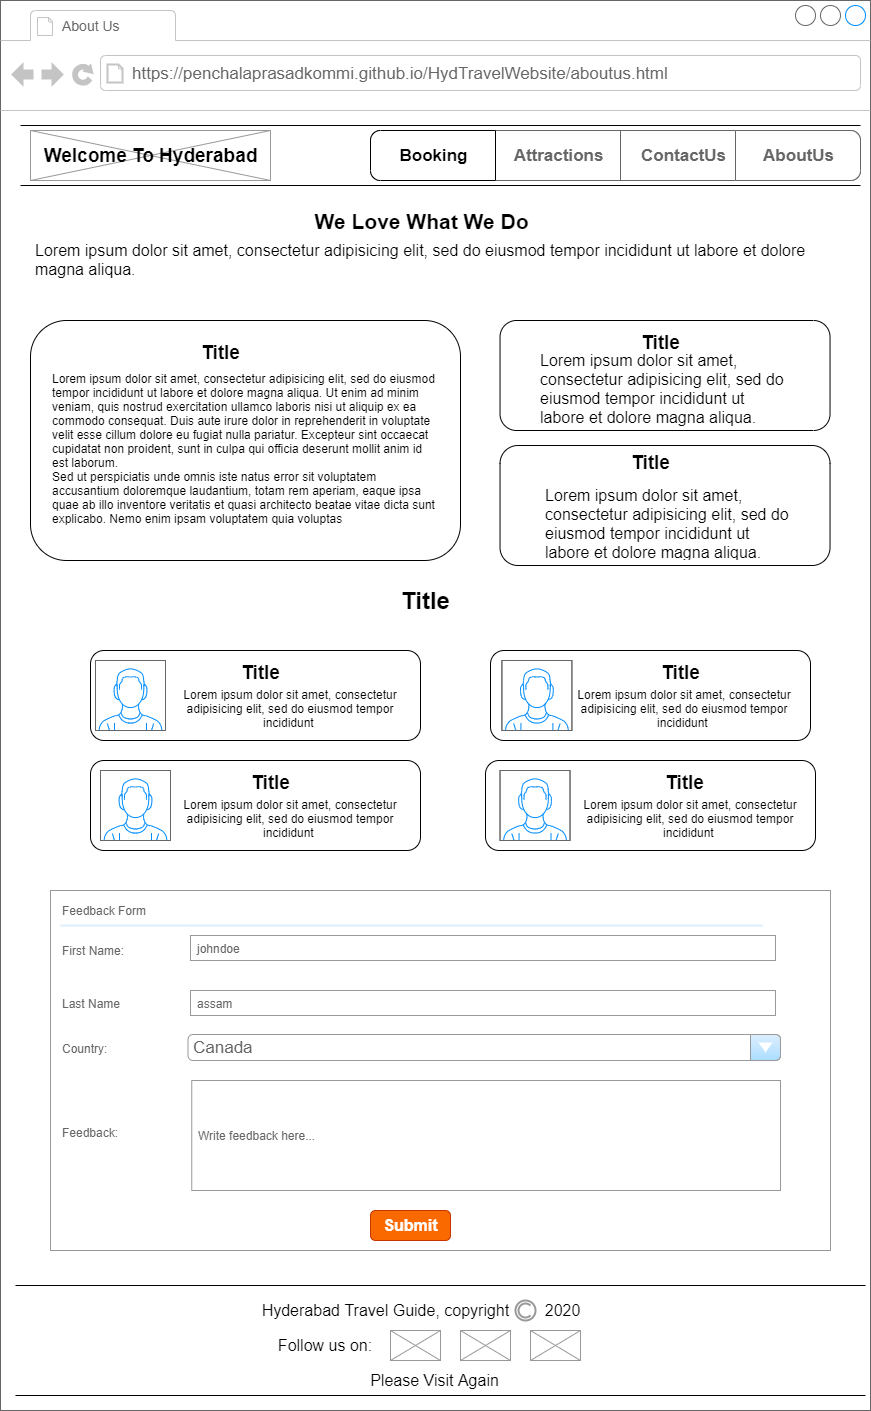 About Us
https://penchalaprasadkommi.github.io/HydTravelWebsite/aboutus.html
Welcome To Hyderabad
Booking
Attractions
ContactUs
AboutUs
We Love What We Do
Lorem ipsum dolor sit amet, consectetur adipisicing elit, sed do eiusmod tempor incididunt ut labore et dolore
magna aliqua.
Title
Lorem ipsum dolor sit amet, consectetur adipisicing elit, sed do eiusmod
tempor incididunt ut labore et dolore magna aliqua. Ut enim ad minim
veniam, quis nostrud exercitation ullamco laboris nisi ut aliquip ex ea
commodo consequat. Duis aute irure dolor in reprehenderit in voluptate
velit esse cillum dolore eu fugiat nulla pariatur. Excepteur sint occaecat
cupidatat non proident, sunt in culpa qui officia deserunt mollit anim id
est laborum.
Sed ut perspiciatis unde omnis iste natus error sit voluptatem
accusantium doloremque laudantium, totam rem aperiam, eaque ipsa
quae ab illo inventore veritatis et quasi architecto beatae vitae dicta sunt
explicabo. Nemo enim ipsam voluptatem quia voluptas
Title
Lorem ipsum dolor sit amet,
consectetur adipisicing elit, sed do
eiusmod tempor incididunt ut
labore et dolore magna aliqua.
Title
Lorem ipsum dolor sit amet,
consectetur adipisicing elit, sed do
eiusmod tempor incididunt ut
labore et dolore magna aliqua.
Title
Title
Lorem ipsum dolor sit amet, consectetur
adipisicing elit, sed do eiusmod tempor
incididunt
Title
Lorem ipsum dolor sit amet, consectetur
adipisicing elit, sed do eiusmod tempor
incididunt
Title
Lorem ipsum dolor sit amet, consectetur
adipisicing elit, sed do eiusmod tempor
incididunt
Title
Lorem ipsum dolor sit amet, consectetur
adipisicing elit, sed do eiusmod tempor
incididunt
Feedback Form
First Name:
johndoe
Last Name
assam
Country:
Canada
Feedback:
Write feedback here...
Submit
Hyderabad Travel Guide, copyright © 2020
Follow us on:
Please Visit Again